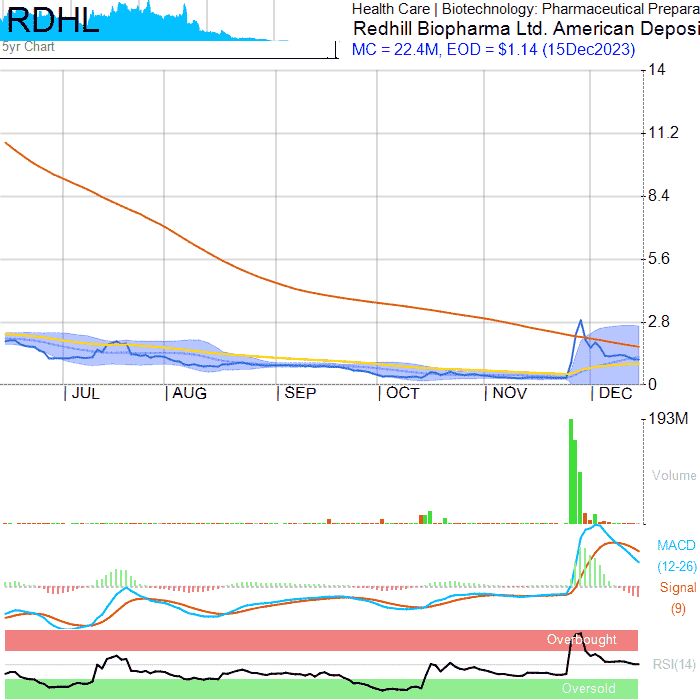 RDHL
Health Care | Biotechnology: Pharmaceutical Prepara
Redhill Biopharma Ltd. American Deposi
5yr Chart
MC = 22.4M, EOD = $1.14 (15Dec2023)
14
11.2
8.4
5.6
2.8
0
JUL
AUG
SEP
OCT
NOV
DEC
193M
Volume
MACD
(12-26)
Signal
(9)
Overbought
RSI(14)
Oversold